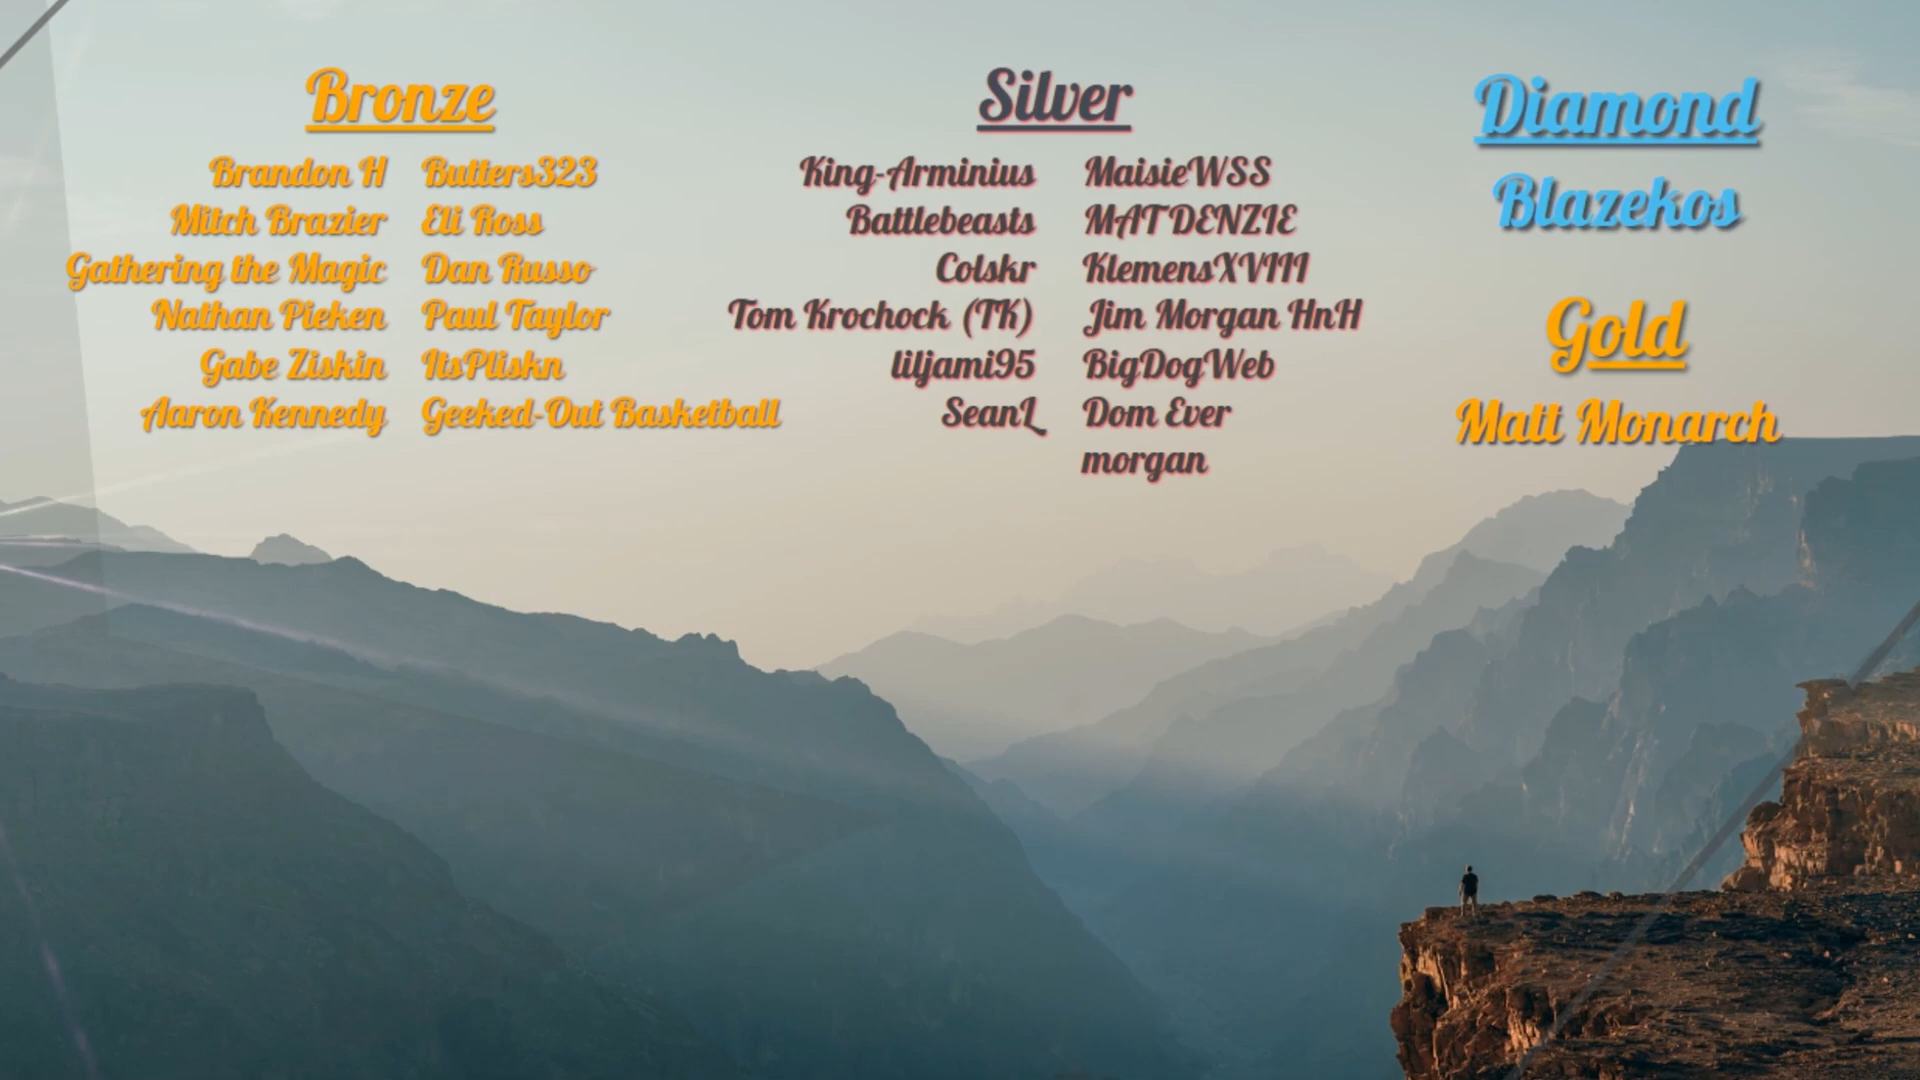 Bronze
Brandon H
Mitch Brazier
Gathering the Magic
Nathan Pieken
Gabe Ziskin
Aaron Kennedy
Butters323
Eli Ross
Dan Russo
Paul Taylor
ItsPliskn
Geeked-Out Basketball
Silver
King-Arminius
Battlebeasts
Colskr
Tom Krochock (TK)
liljami95
SeanL
MaisieWSS
MAT DENZIE
KlemensXVIII
Jim Morgan HnH
BigDogWeb
Dom Ever
morgan
Diamond
Blazekos
Gold
Matt Monarch